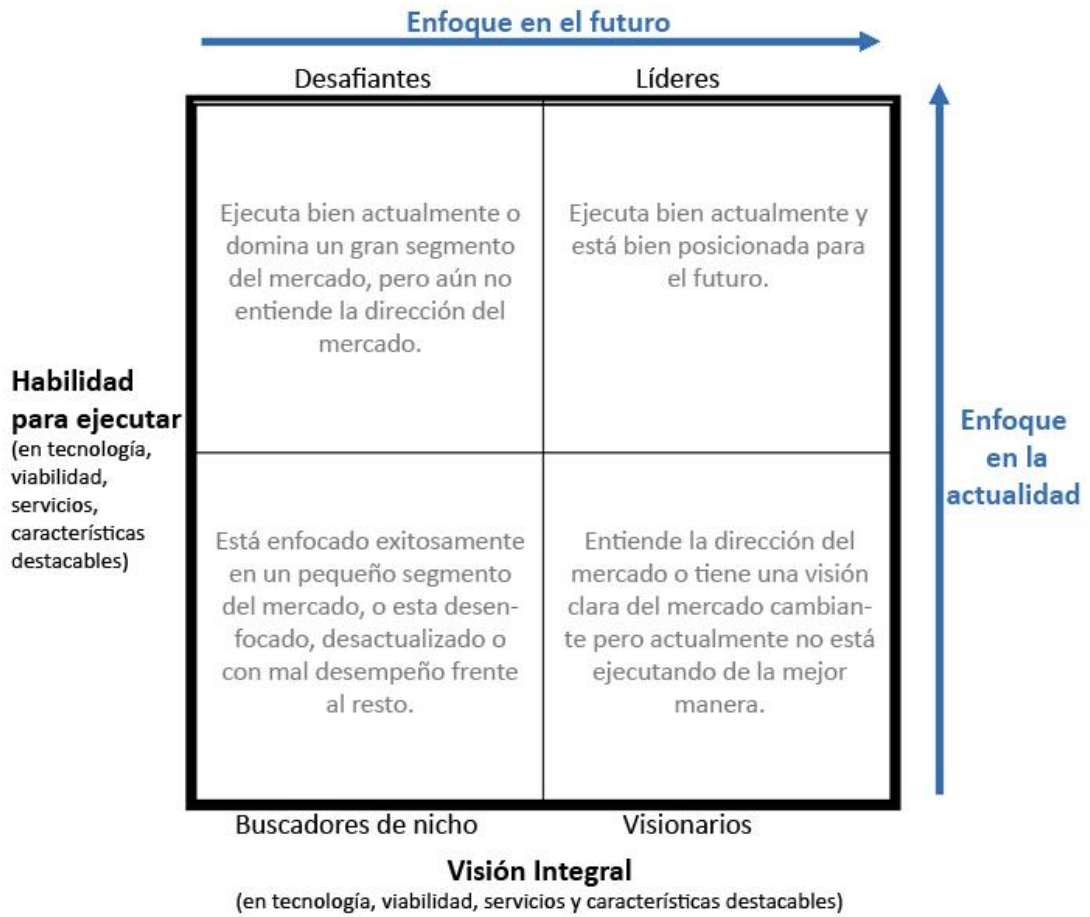 Enfoque en el futuro
Desafiantes
Líderes
Ejecuta bien actualmente o
domina un gran segmento
del mercado, pero aún no
entiende la dirección del
mercado.
Ejecuta bien actualmente y
está bien posicionada para
el futuro.
Habilidad
para ejecutar
(en tecnología,
viabilidad,
servicios,
características
destacables)
Enfoque
en la
actualidad
Está enfocado exitosamente
en un pequeño segmento
del mercado, o esta desen-
focado, desactualizado o
con mal desempeño frente
al resto.
Entiende la dirección del
mercado o tiene una visión
clara del mercado cambian-
te pero actualmente no está
ejecutando de la mejor
manera.
Buscadores de nicho
Visionarios
Visión Integral
(en tecnología, viabilidad, servicios y características destacables)